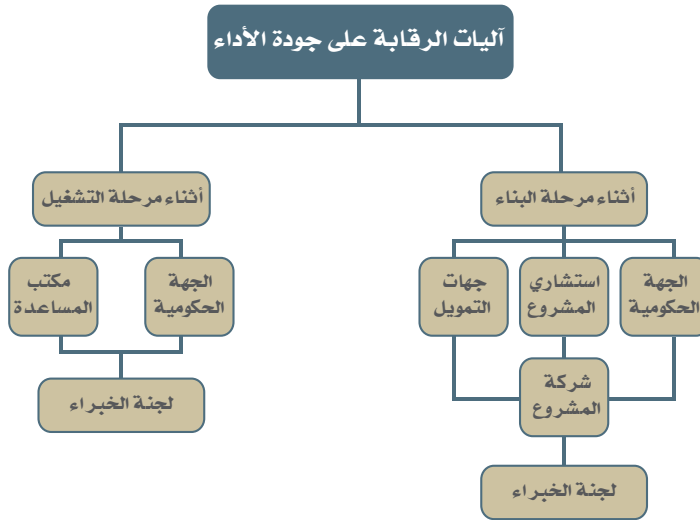 آليات الرقابة على جودة الأداء
أثناء مرحلة البناء
أثناء مرحلة التشغيل
الجهة
الحكومية
استشاري
المشروع
جهات
التمويل
الجهة
الحكومية
مكتب
المساعدة
شركة
المشروع
لجنة الخبراء
لجنة الخبراء